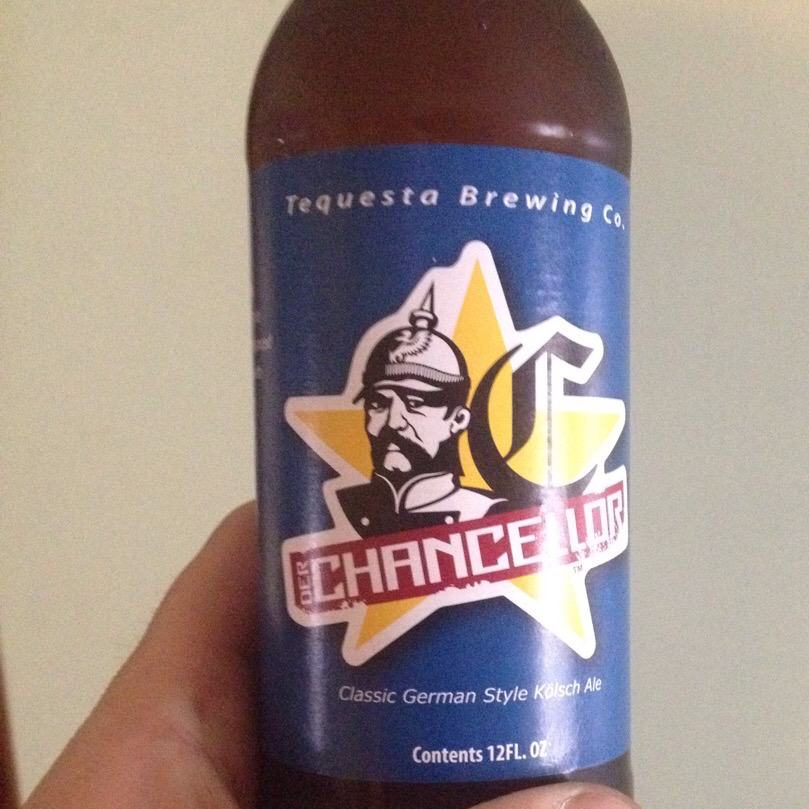 Tequesta Brewing Co.
C
DER CHANCELLOR
TM
Classic German Style Kölsch Ale
Contents 12FL. OZ